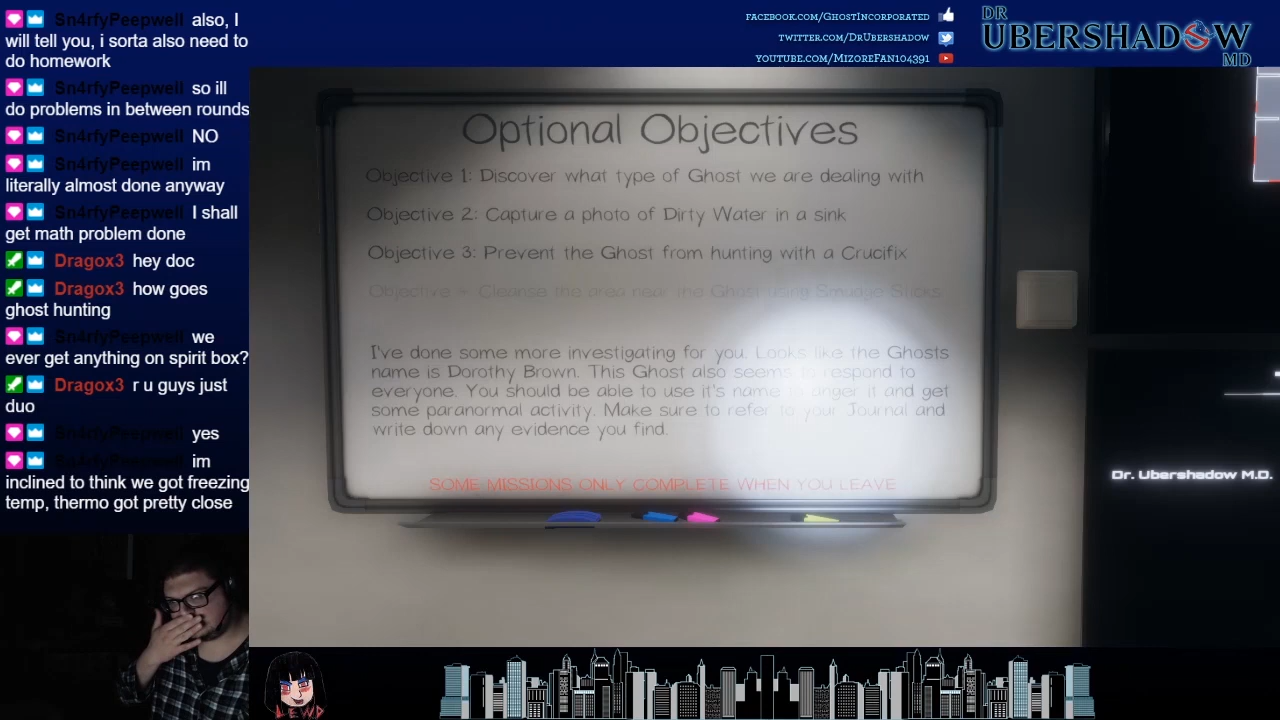 Sn4rfyPeepwell also, I
will tell you, i sorta also need to
do homework
Sn4rfyPeepwell so ill
do problems in between rounds
Sn4rfyPeepwell NO
Sn4rfyPeepwell im
literally almost done anyway
Sn4rfyPeepwell I shall
get math problem done
Dragox3 hey doc
Dragox3 how goes
ghost hunting
Sn4rfyPeepwell we
ever get anything on spirit box?
Dragox3 r u guys just
duo
Sn4rfyPeepwell yes
Sn4rfyPeepwell im
inclined to think we got freezing
temp, thermo got pretty close
FACEBOOK.COM/GHOSTINCORPORATED
TWITTER.COM/DRUBERSHADOW
YOUTUBE.COM/MIZOREFAN104391
DR
UBERSHADOW
MD
Optional Objectives
Objective 1: Discover what type of Ghost we are dealing with
Objective 2: Capture a photo of Dirty Water in a sink
Objective 3: Prevent the Ghost from hunting with a Crucifix
Objective 4: Cleanse the area near the Ghost using Smudge Sticks
I've done some more investigating for you. Looks like the Ghosts
name is Dorothy Brown. This Ghost also seems to respond to
everyone. You should be able to use it's name to anger it and get
some paranormal activity. Make sure to refer to your Journal and
write down any evidence you find.
SOME MISSIONS ONLY COMPLETE WHEN YOU LEAVE
Dr. Ubershadow M.D.
LEWD